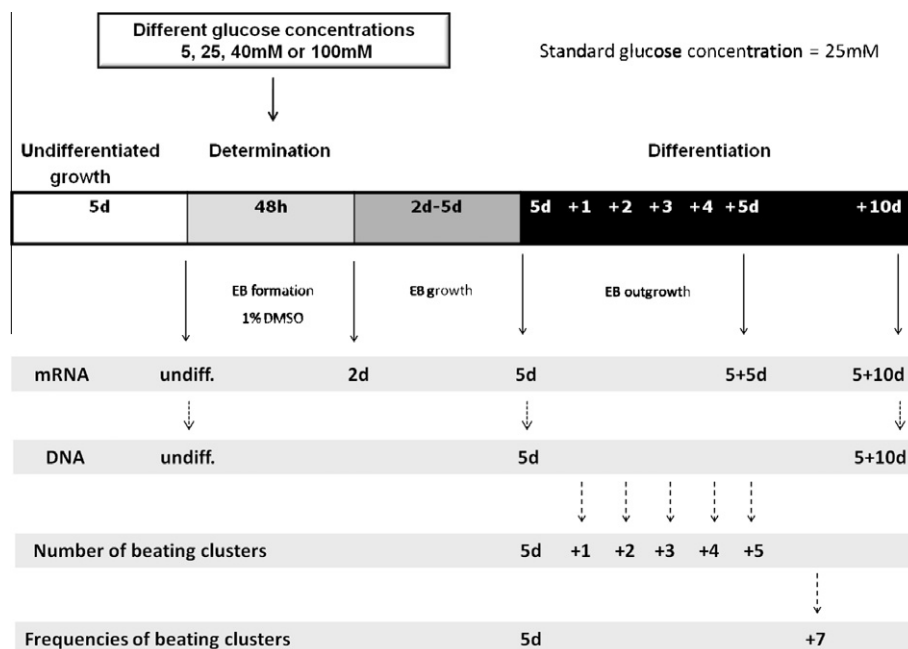 Different glucose concentrations
5, 25, 40mM or 100mM
Standard glucose concentration = 25mM
Undifferentiated
growth
Determination
Differentiation
5d 48h 2d-5d 5d +1 +2 +3 +4 +5d +10d
EB formation
1% DMSO
EB growth
EB outgrowth
mRNA undiff. 2d 5d 5+5d 5+10d
DNA undiff. 5d 5+10d
Number of beating clusters 5d +1 +2 +3 +4 +5
Frequencies of beating clusters 5d +7